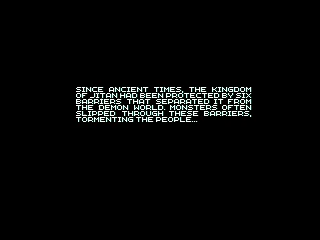 SINCE ANCIENT TIMES, THE KINGDOM
OF JITAN HAD BEEN PROTECTED BY SIX
BARRIERS THAT SEPARATED IT FROM
THE DEMON WORLD. MONSTERS OFTEN
SLIPPED THROUGH THESE BARRIERS,
TORMENTING THE PEOPLE...